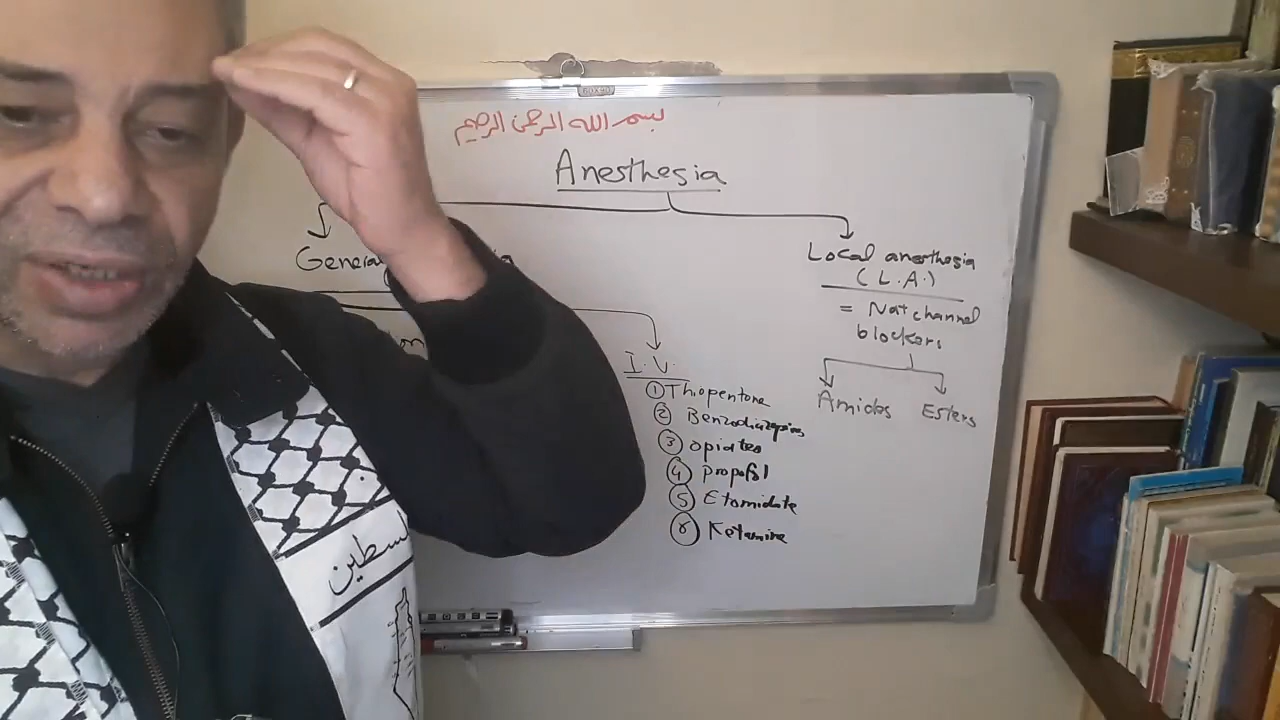 بسم الله الرحمن الرحيم
Anesthesia
General
Local anesthesia
(L.A.)
= Na+ channel
blockers
Amides
Esters
I.V.
① Thiopentone
② Benzodiazepines
③ opiates
④ propofol
⑤ Etomidate
⑥ Ketamine
فلسطين